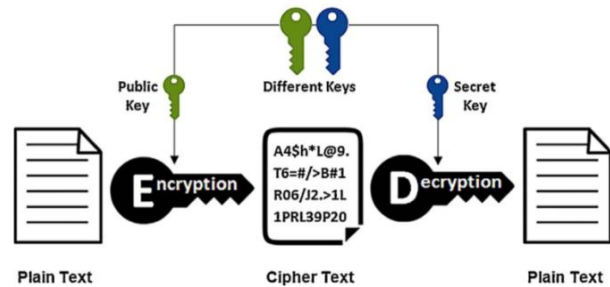 Public
Key
Different Keys
Secret
Key
Encryption
A4$h*L@9.
T6=#/>B#1
R06/J2.>1L
1PRL39P20
Decryption
Plain Text
Cipher Text
Plain Text